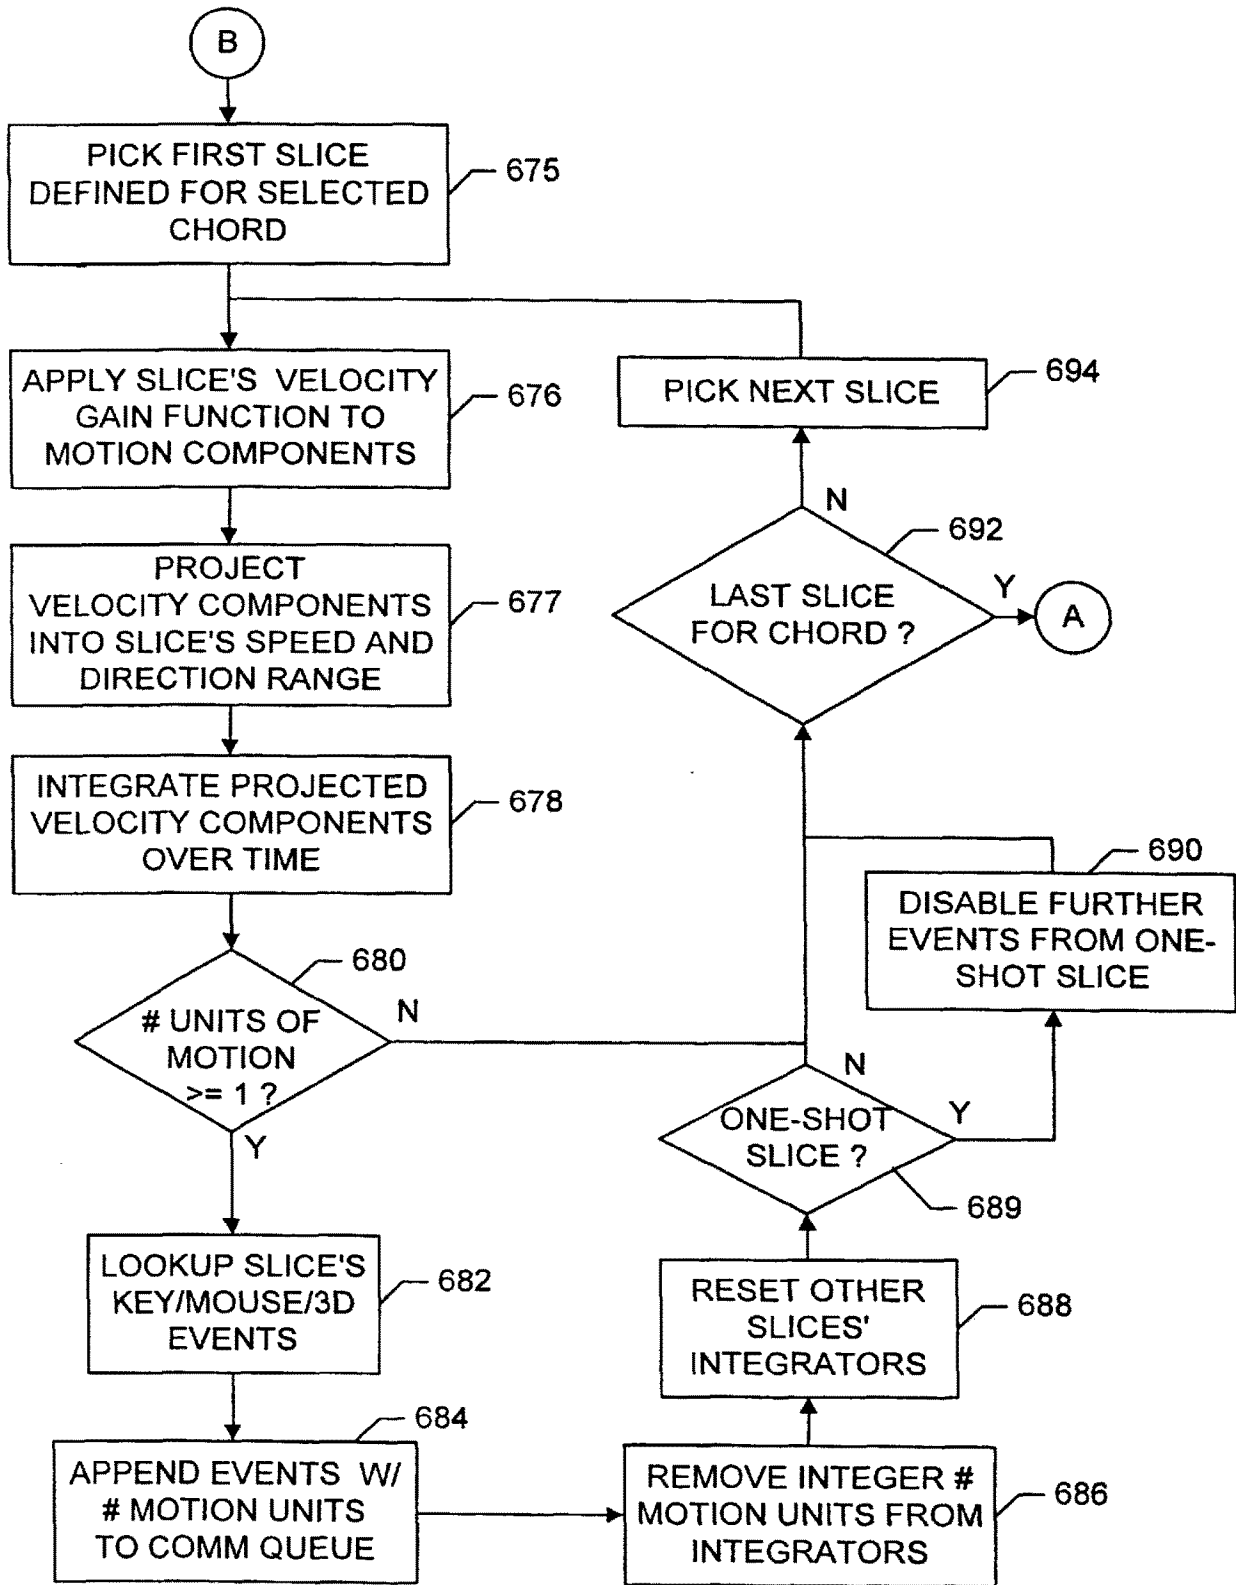 B
PICK FIRST SLICE
DEFINED FOR SELECTED
CHORD
675
APPLY SLICE'S VELOCITY
GAIN FUNCTION TO
MOTION COMPONENTS
676
PROJECT
VELOCITY COMPONENTS
INTO SLICE'S SPEED AND
DIRECTION RANGE
677
INTEGRATE PROJECTED
VELOCITY COMPONENTS
OVER TIME
678
# UNITS OF
MOTION
>= 1 ?
680
N
Y
LOOKUP SLICE'S
KEY/MOUSE/3D
EVENTS
682
APPEND EVENTS W/
# MOTION UNITS
TO COMM QUEUE
684
REMOVE INTEGER #
MOTION UNITS FROM
INTEGRATORS
686
RESET OTHER
SLICES'
INTEGRATORS
688
ONE-SHOT
SLICE ?
689
N
Y
DISABLE FURTHER
EVENTS FROM ONE-
SHOT SLICE
690
LAST SLICE
FOR CHORD ?
692
Y
A
N
PICK NEXT SLICE
694